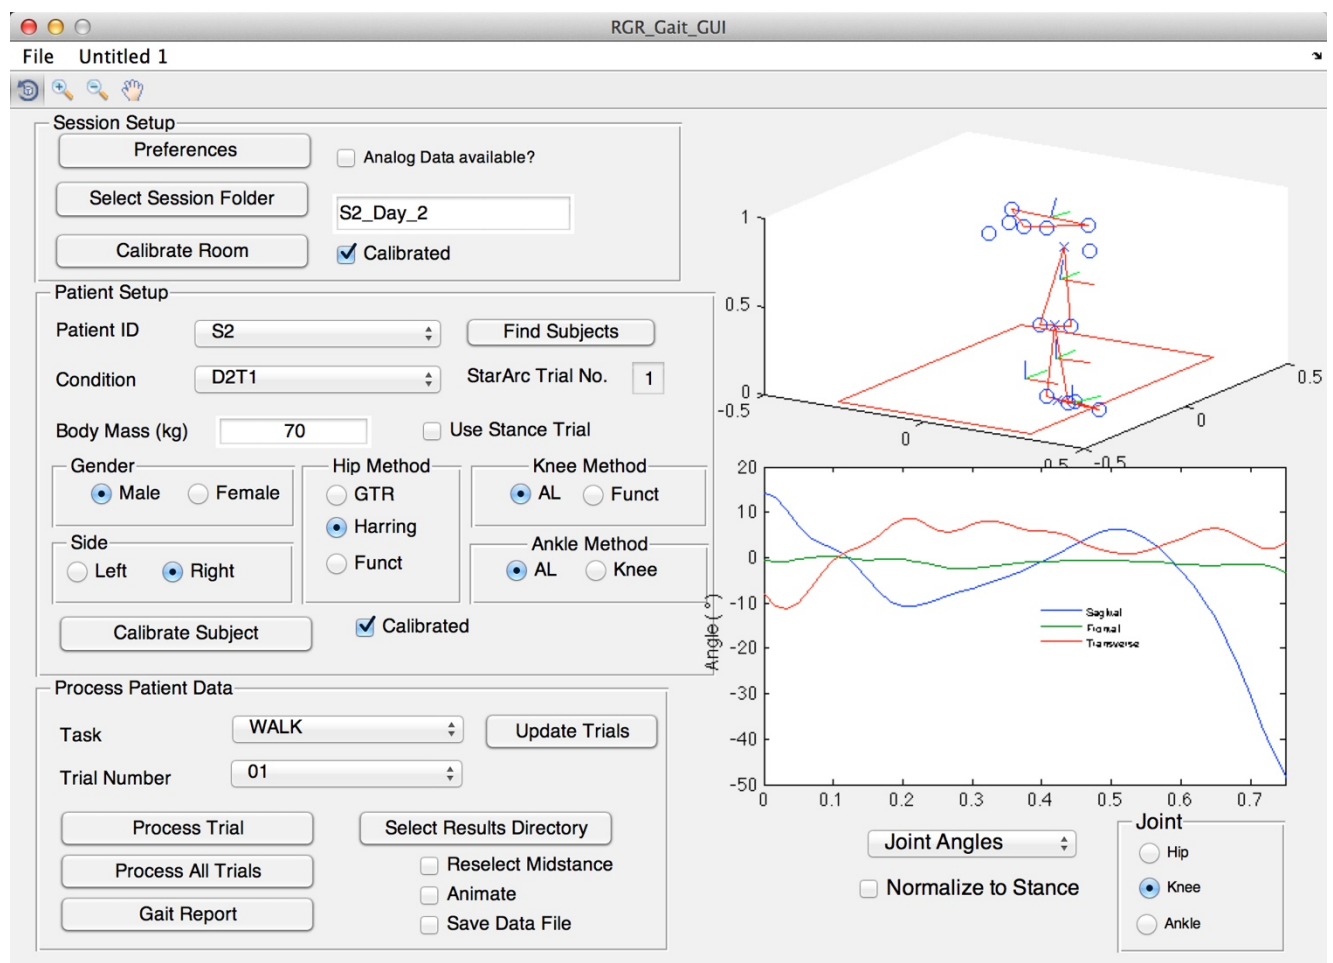 RGR_Gait_GUI
File Untitled 1
Session Setup
Preferences
Analog Data available?
Select Session Folder
S2_Day_2
Calibrate Room
Calibrated
Patient Setup
Patient ID
S2
Find Subjects
Condition
D2T1
StarArc Trial No.
1
Body Mass (kg)
70
Use Stance Trial
Gender
Male
Female
Hip Method
GTR
Harring
Funct
Knee Method
AL
Funct
Side
Left
Right
Ankle Method
AL
Knee
Calibrate Subject
Calibrated
Process Patient Data
Task
WALK
Update Trials
Trial Number
01
Process Trial
Select Results Directory
Process All Trials
Reselect Midstance
Animate
Gait Report
Save Data File
1
0.5
0
-0.5
0
0.5
-0.5
0
0.5
20
10
0
-10
-20
-30
-40
-50
Angle ( °)
Sagittal
Frontal
Transverse
0 0.1 0.2 0.3 0.4 0.5 0.6 0.7
Joint Angles
Normalize to Stance
Joint
Hip
Knee
Ankle